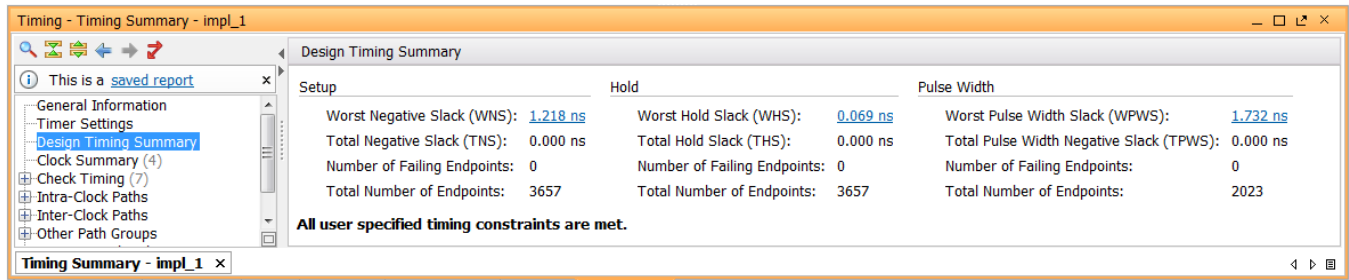 Timing - Timing Summary - impl_1
This is a saved report
General Information
Timer Settings
Design Timing Summary
Clock Summary (4)
Check Timing (7)
Intra-Clock Paths
Inter-Clock Paths
Other Path Groups
Design Timing Summary
Setup Hold Pulse Width
Worst Negative Slack (WNS): 1.218 ns Worst Hold Slack (WHS): 0.069 ns Worst Pulse Width Slack (WPWS): 1.732 ns
Total Negative Slack (TNS): 0.000 ns Total Hold Slack (THS): 0.000 ns Total Pulse Width Negative Slack (TPWS): 0.000 ns
Number of Failing Endpoints: 0 Number of Failing Endpoints: 0 Number of Failing Endpoints: 0
Total Number of Endpoints: 3657 Total Number of Endpoints: 3657 Total Number of Endpoints: 2023
All user specified timing constraints are met.
Timing Summary - impl_1